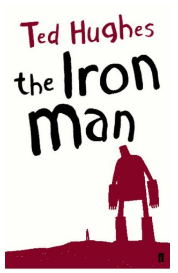 Ted Hughes
the Iron
man
ff